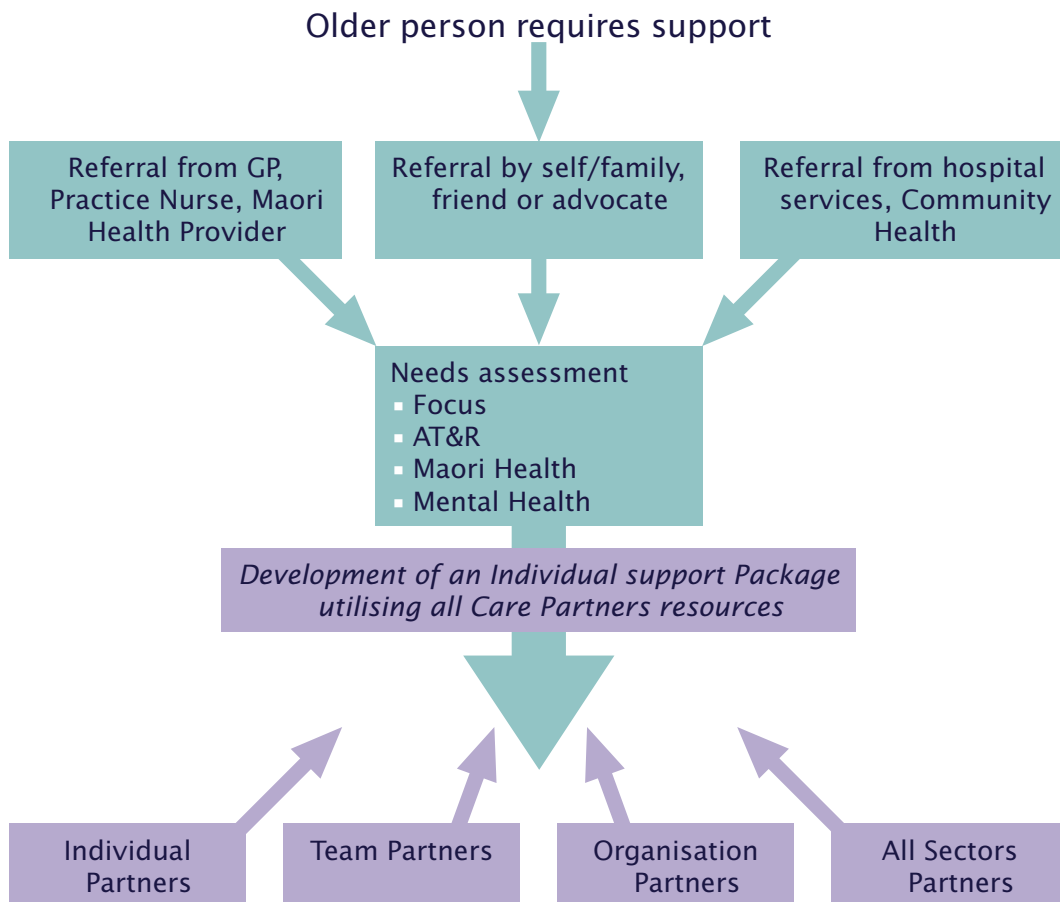 Older person requires support
Referral from GP,
Practice Nurse, Maori
Health Provider
Referral by self/family,
friend or advocate
Referral from hospital
services, Community
Health
Needs assessment
▪ Focus
▪ AT&R
▪ Maori Health
▪ Mental Health
Development of an Individual support Package
utilising all Care Partners resources
Individual
Partners
Team Partners
Organisation
Partners
All Sectors
Partners